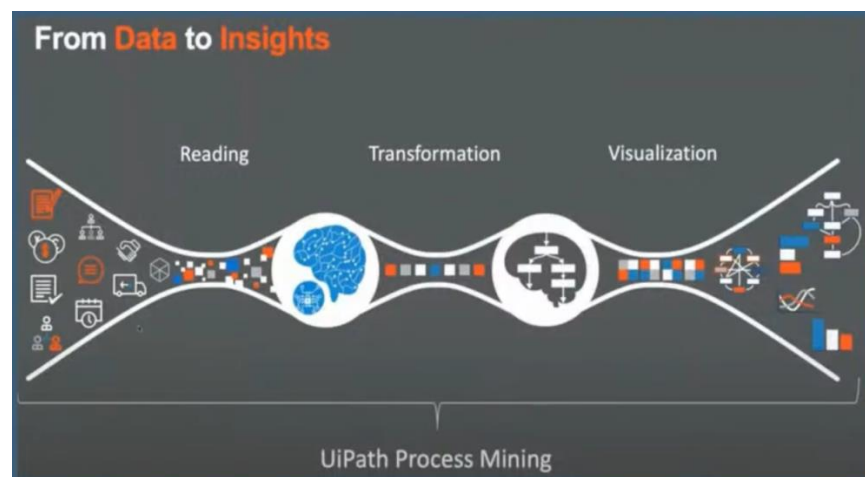 From Data to Insights
Reading
Transformation
Visualization
UiPath Process Mining